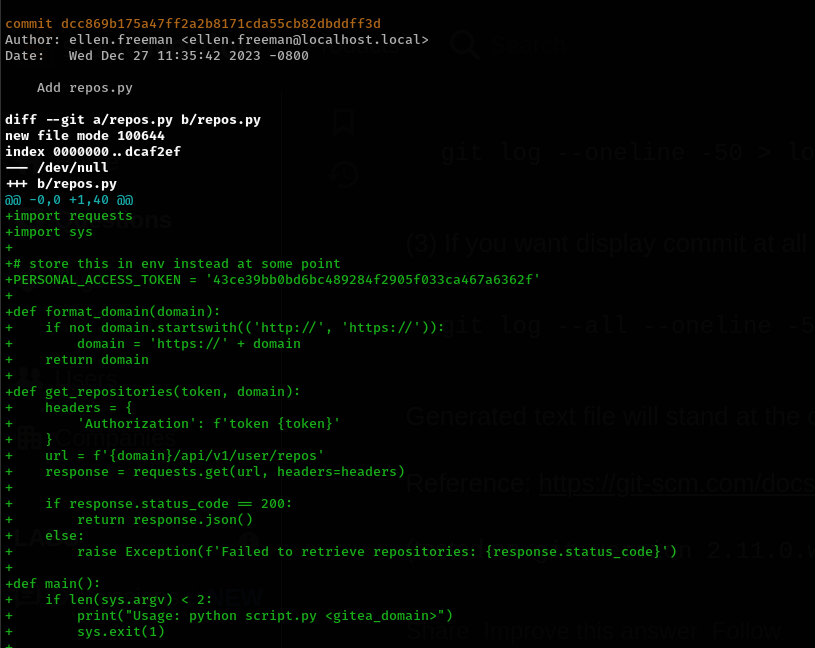 commit dcc869b175a47ff2a2b8171cda55cb82dbddff3d
Author: ellen.freeman <ellen.freeman@localhost.local>
Date:   Wed Dec 27 11:35:42 2023 -0800
    Add repos.py
diff --git a/repos.py b/repos.py
new file mode 100644
index 0000000..dcaf2ef
--- /dev/null
+++ b/repos.py
@@ -0,0 +1,40 @@
+import requests
+import sys
+
+# store this in env instead at some point
+PERSONAL_ACCESS_TOKEN = '43ce39bb0bd6bc489284f2905f033ca467a6362f'
+
+def format_domain(domain):
+    if not domain.startswith(('http://', 'https://')):
+        domain = 'https://' + domain
+    return domain
+
+def get_repositories(token, domain):
+    headers = {
+        'Authorization': f'token {token}'
+    }
+    url = f'{domain}/api/v1/user/repos'
+    response = requests.get(url, headers=headers)
+
+    if response.status_code == 200:
+        return response.json()
+    else:
+        raise Exception(f'Failed to retrieve repositories: {response.status_code}')
+
+def main():
+    if len(sys.argv) < 2:
+        print("Usage: python script.py <gitea_domain>")
+        sys.exit(1)
+
Search
git log --oneline -50 > lo
(3) If you want display commit at all
git log --all --oneline -5
Users
Companies
Generated text file will stand at the
Reference: https://git-scm.com/docs
2.11.0.
NEW
Share Improve this answer Follow